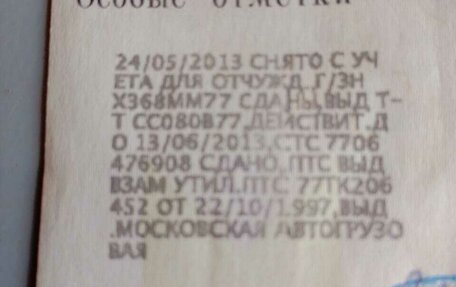 Особые отметки
24/05/2013 СНЯТО С УЧ
ЕТА ДЛЯ ОТЧУЖД. Г/ЗН
Х368ММ77 СДАНЫ,ВЫД Т-
Т СС080В77,ДЕЙСТВИТ.Д
О 13/06/2013,СТС 7706
476908 СДАНО,ПТС ВЫД
ВЗАМ УТИЛ.ПТС 77ТК206
452 ОТ 22/10/1997,ВЫД
.МОСКОВСКАЯ АВТОГРУЗО
ВАЯ